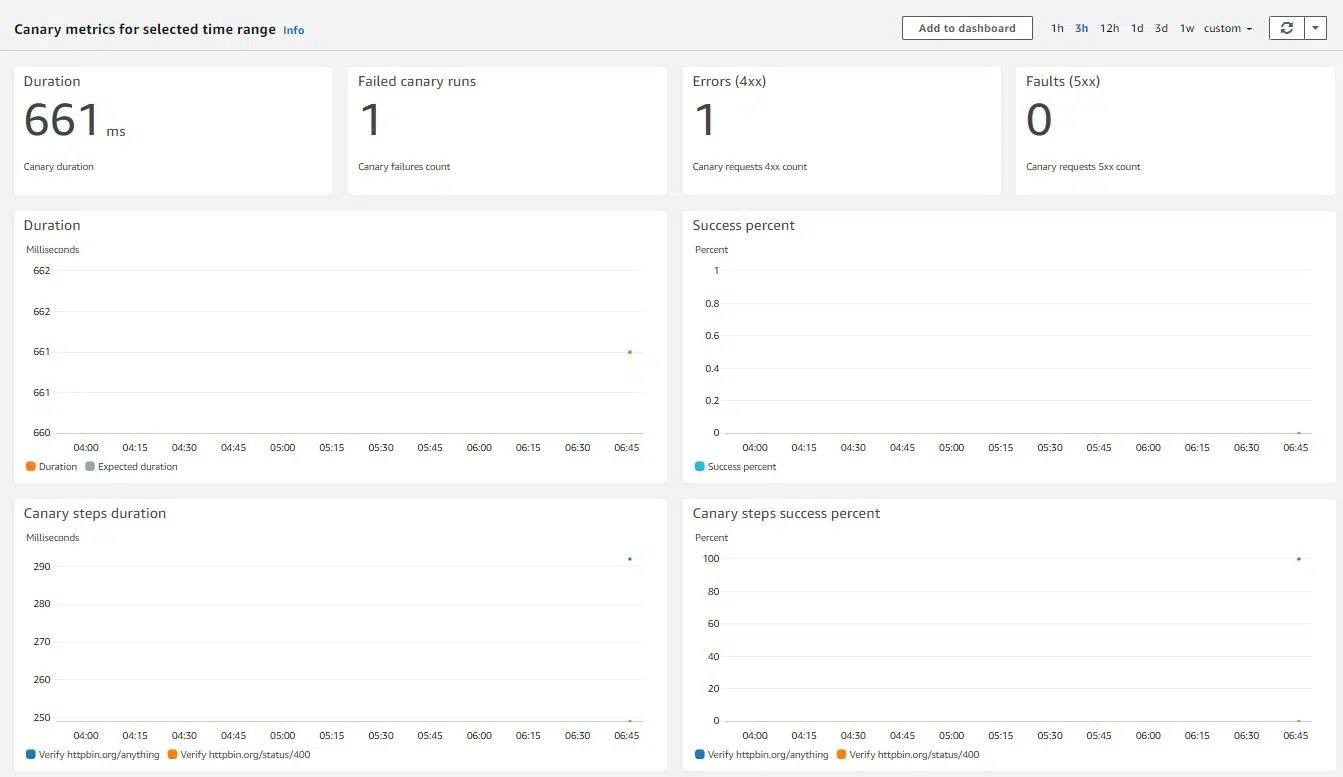 Canary metrics for selected time range Info
Add to dashboard 1h 3h 12h 1d 3d 1w custom
Duration
661 ms
Canary duration
Failed canary runs
1
Canary failures count
Errors (4xx)
1
Canary requests 4xx count
Faults (5xx)
0
Canary requests 5xx count
Duration
Milliseconds
662
662
661
661
660
04:00 04:15 04:30 04:45 05:00 05:15 05:30 05:45 06:00 06:15 06:30 06:45
Duration Expected duration
Success percent
Percent
1
0.8
0.6
0.4
0.2
0
04:00 04:15 04:30 04:45 05:00 05:15 05:30 05:45 06:00 06:15 06:30 06:45
Success percent
Canary steps duration
Milliseconds
290
280
270
260
250
04:00 04:15 04:30 04:45 05:00 05:15 05:30 05:45 06:00 06:15 06:30 06:45
Verify httpbin.org/anything Verify httpbin.org/status/400
Canary steps success percent
Percent
100
80
60
40
20
0
04:00 04:15 04:30 04:45 05:00 05:15 05:30 05:45 06:00 06:15 06:30 06:45
Verify httpbin.org/anything Verify httpbin.org/status/400